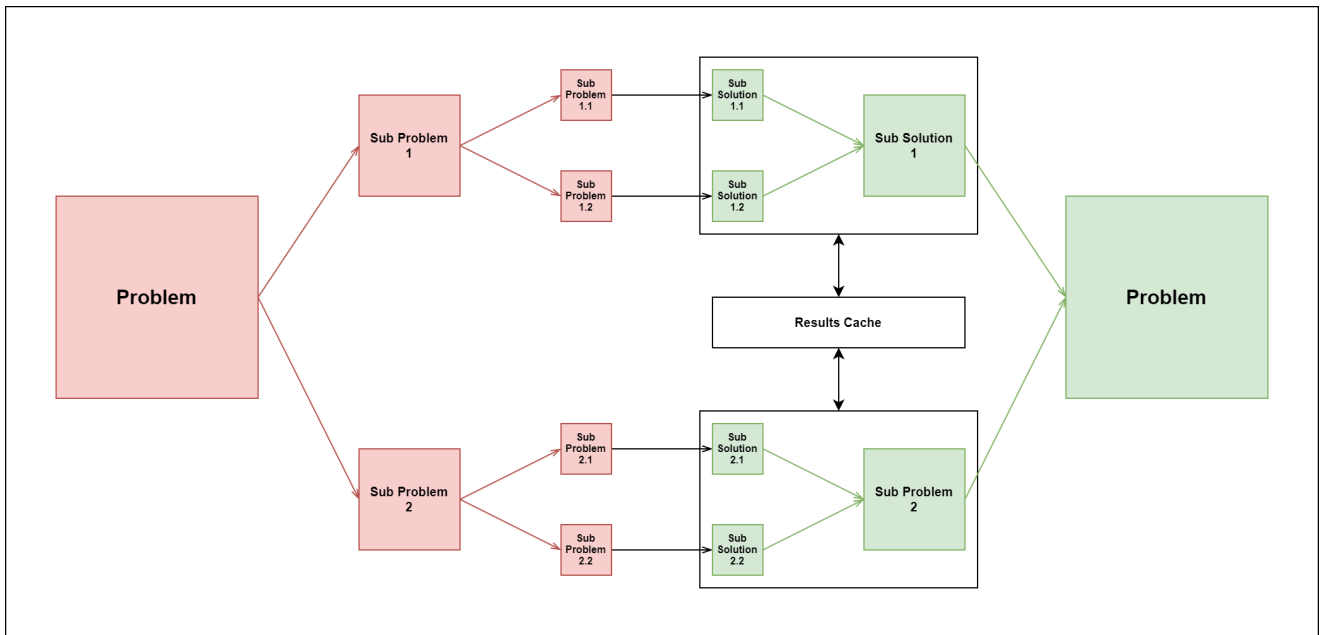 Problem
Sub Problem
1
Sub
Problem
1.1
Sub
Problem
1.2
Sub
Solution
1.1
Sub
Solution
1.2
Sub Solution
1
Results Cache
Sub Problem
2
Sub
Problem
2.1
Sub
Problem
2.2
Sub
Solution
2.1
Sub
Solution
2.2
Sub Problem
2
Problem